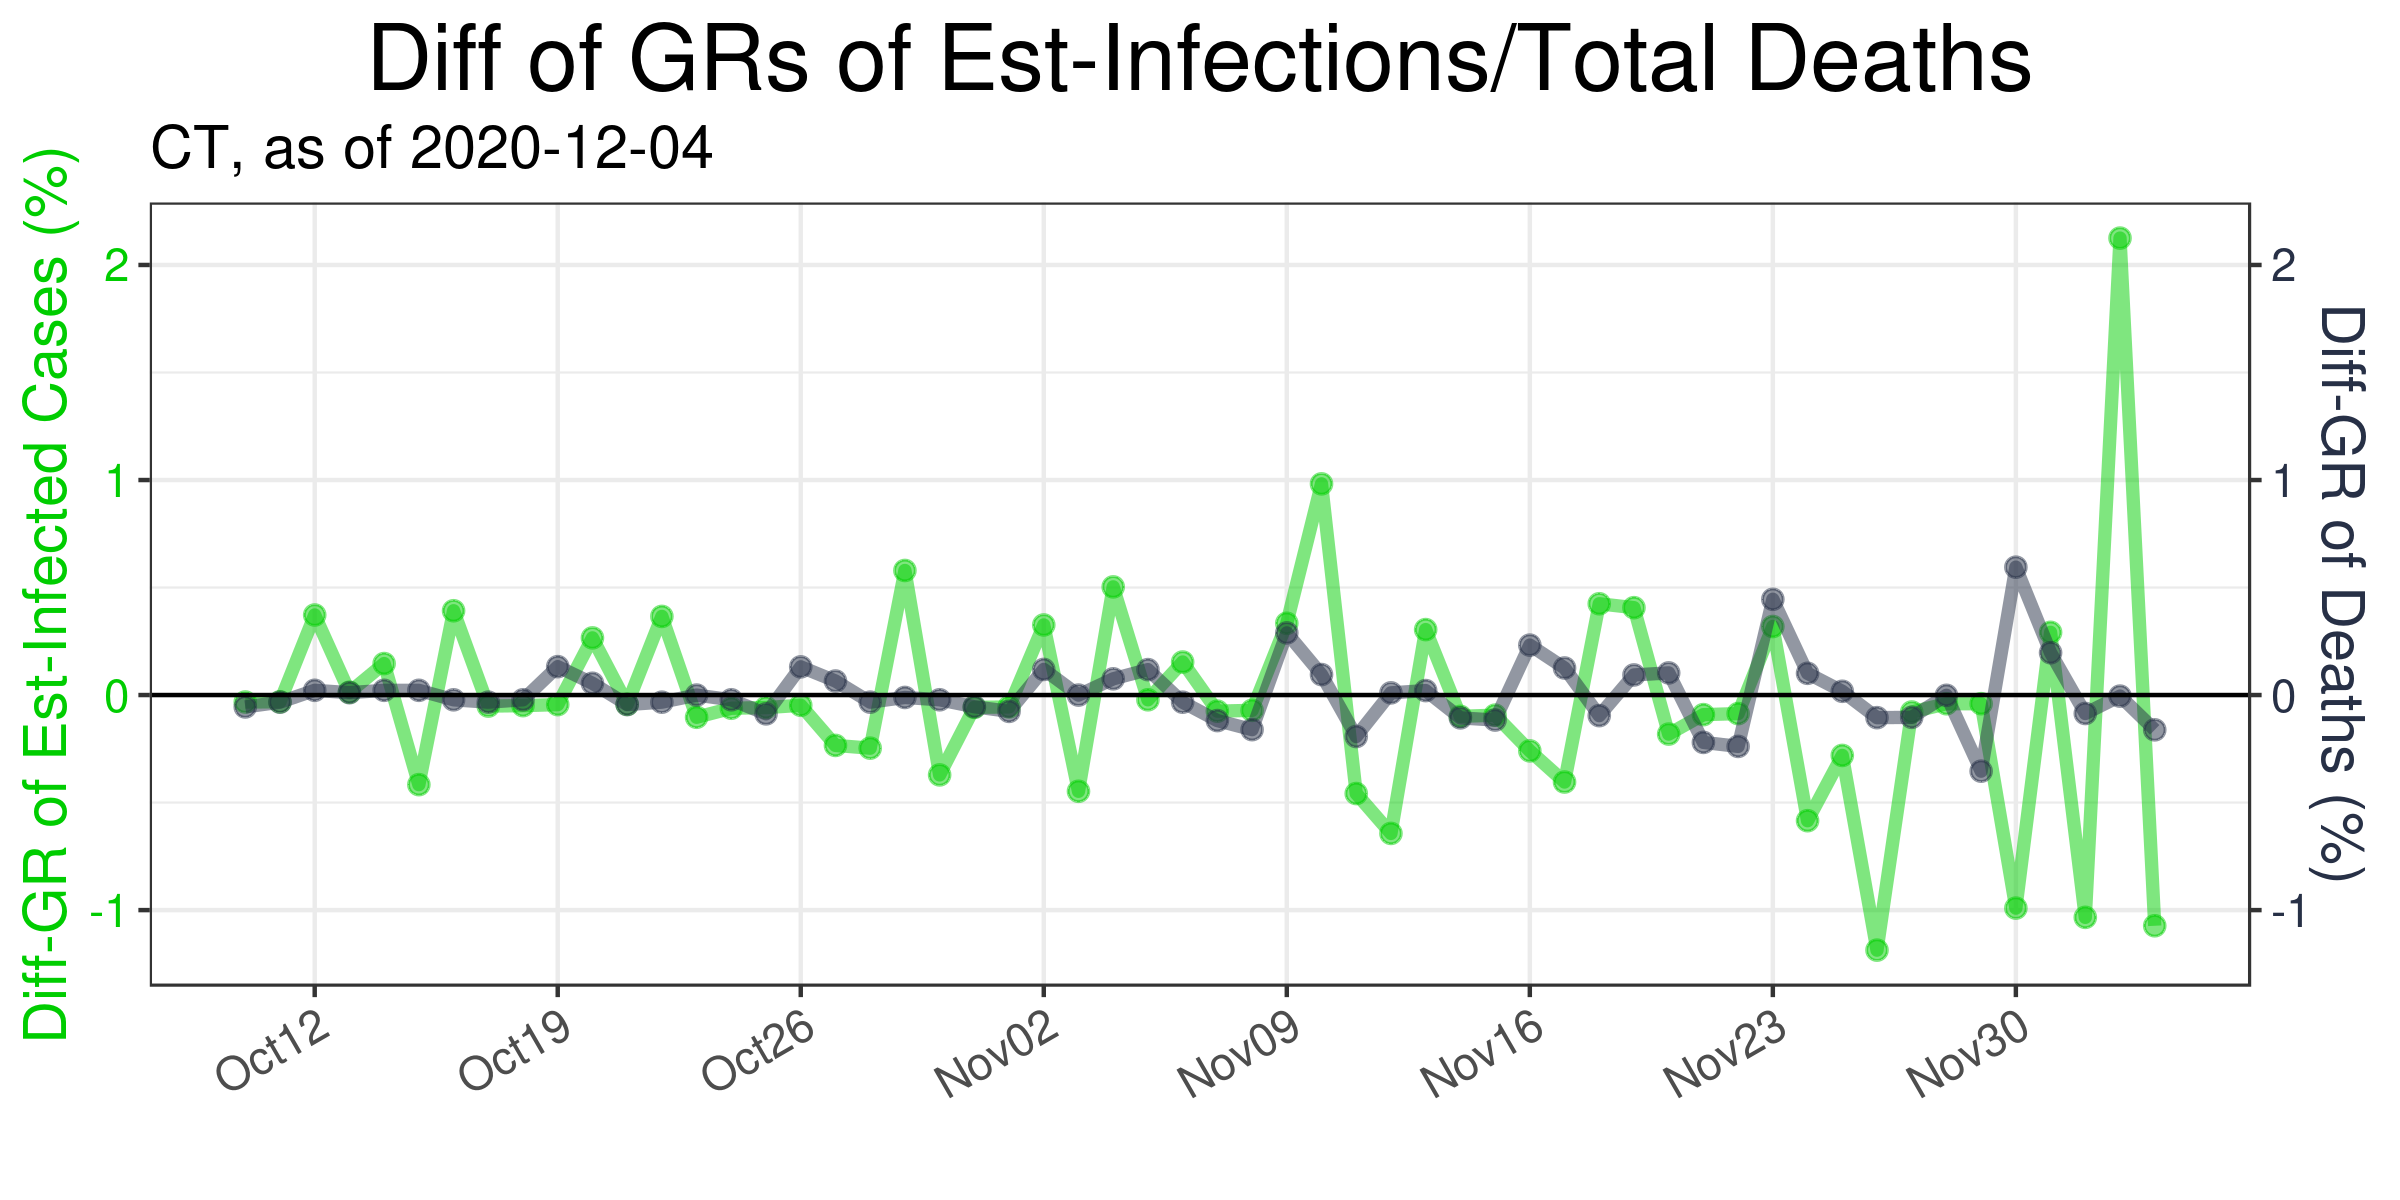 Diff of GRs of Est-Infections/Total Deaths
CT, as of 2020-12-04
Diff-GR of Est-Infected Cases (%)
2
1
0
-1
2
1
0
-1
Diff-GR of Deaths (%)
Oct12
Oct19
Oct26
Nov02
Nov09
Nov16
Nov23
Nov30